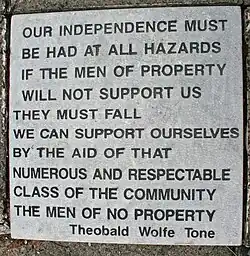 OUR INDEPENDENCE MUST
BE HAD AT ALL HAZARDS
IF THE MEN OF PROPERTY
WILL NOT SUPPORT US
THEY MUST FALL
WE CAN SUPPORT OURSELVES
BY THE AID OF THAT
NUMEROUS AND RESPECTABLE
CLASS OF THE COMMUNITY
THE MEN OF NO PROPERTY
Theobald Wolfe Tone